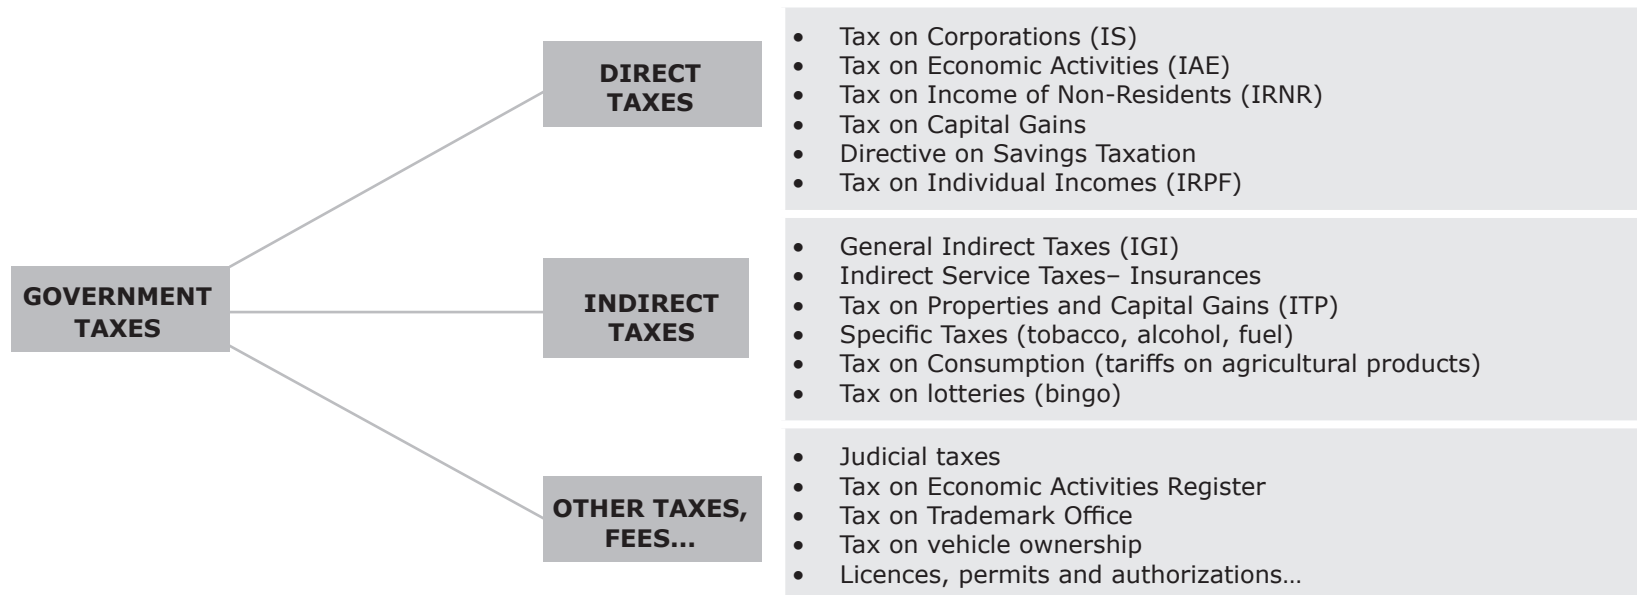 GOVERNMENT
TAXES
DIRECT
TAXES
• Tax on Corporations (IS)
• Tax on Economic Activities (IAE)
• Tax on Income of Non-Residents (IRNR)
• Tax on Capital Gains
• Directive on Savings Taxation
• Tax on Individual Incomes (IRPF)
INDIRECT
TAXES
• General Indirect Taxes (IGI)
• Indirect Service Taxes– Insurances
• Tax on Properties and Capital Gains (ITP)
• Specific Taxes (tobacco, alcohol, fuel)
• Tax on Consumption (tariffs on agricultural products)
• Tax on lotteries (bingo)
OTHER TAXES,
FEES...
• Judicial taxes
• Tax on Economic Activities Register
• Tax on Trademark Office
• Tax on vehicle ownership
• Licences, permits and authorizations…